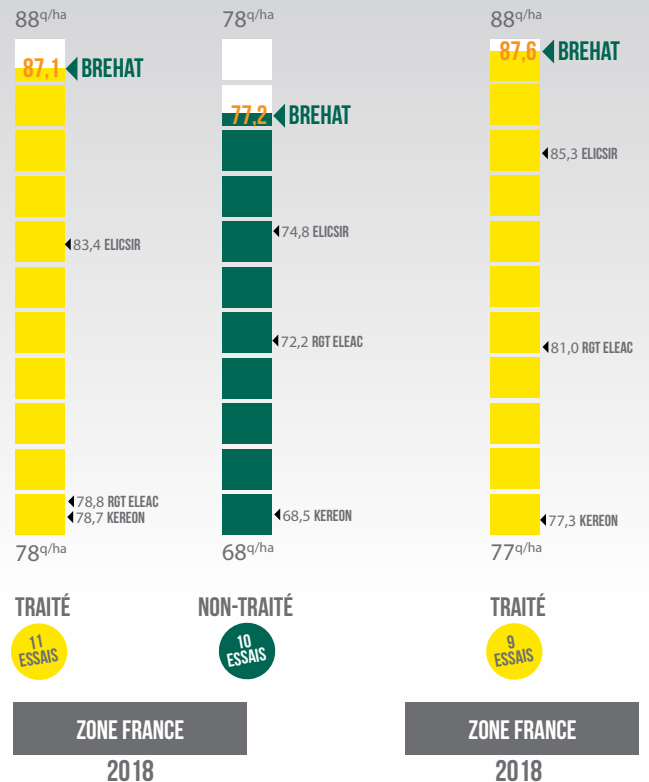 88q/ha
87,1 BREHAT
83,4 ELICSIR
78,8 RGT ELEAC
78,7 KEREON
78q/ha
TRAITÉ
11
ESSAIS
78q/ha
77,2 BREHAT
74,8 ELICSIR
72,2 RGT ELEAC
68,5 KEREON
68q/ha
NON-TRAITÉ
10
ESSAIS
ZONE FRANCE
2018
88q/ha
87,6 BREHAT
85,3 ELICSIR
81,0 RGT ELEAC
77,3 KEREON
77q/ha
TRAITÉ
9
ESSAIS
ZONE FRANCE
2018